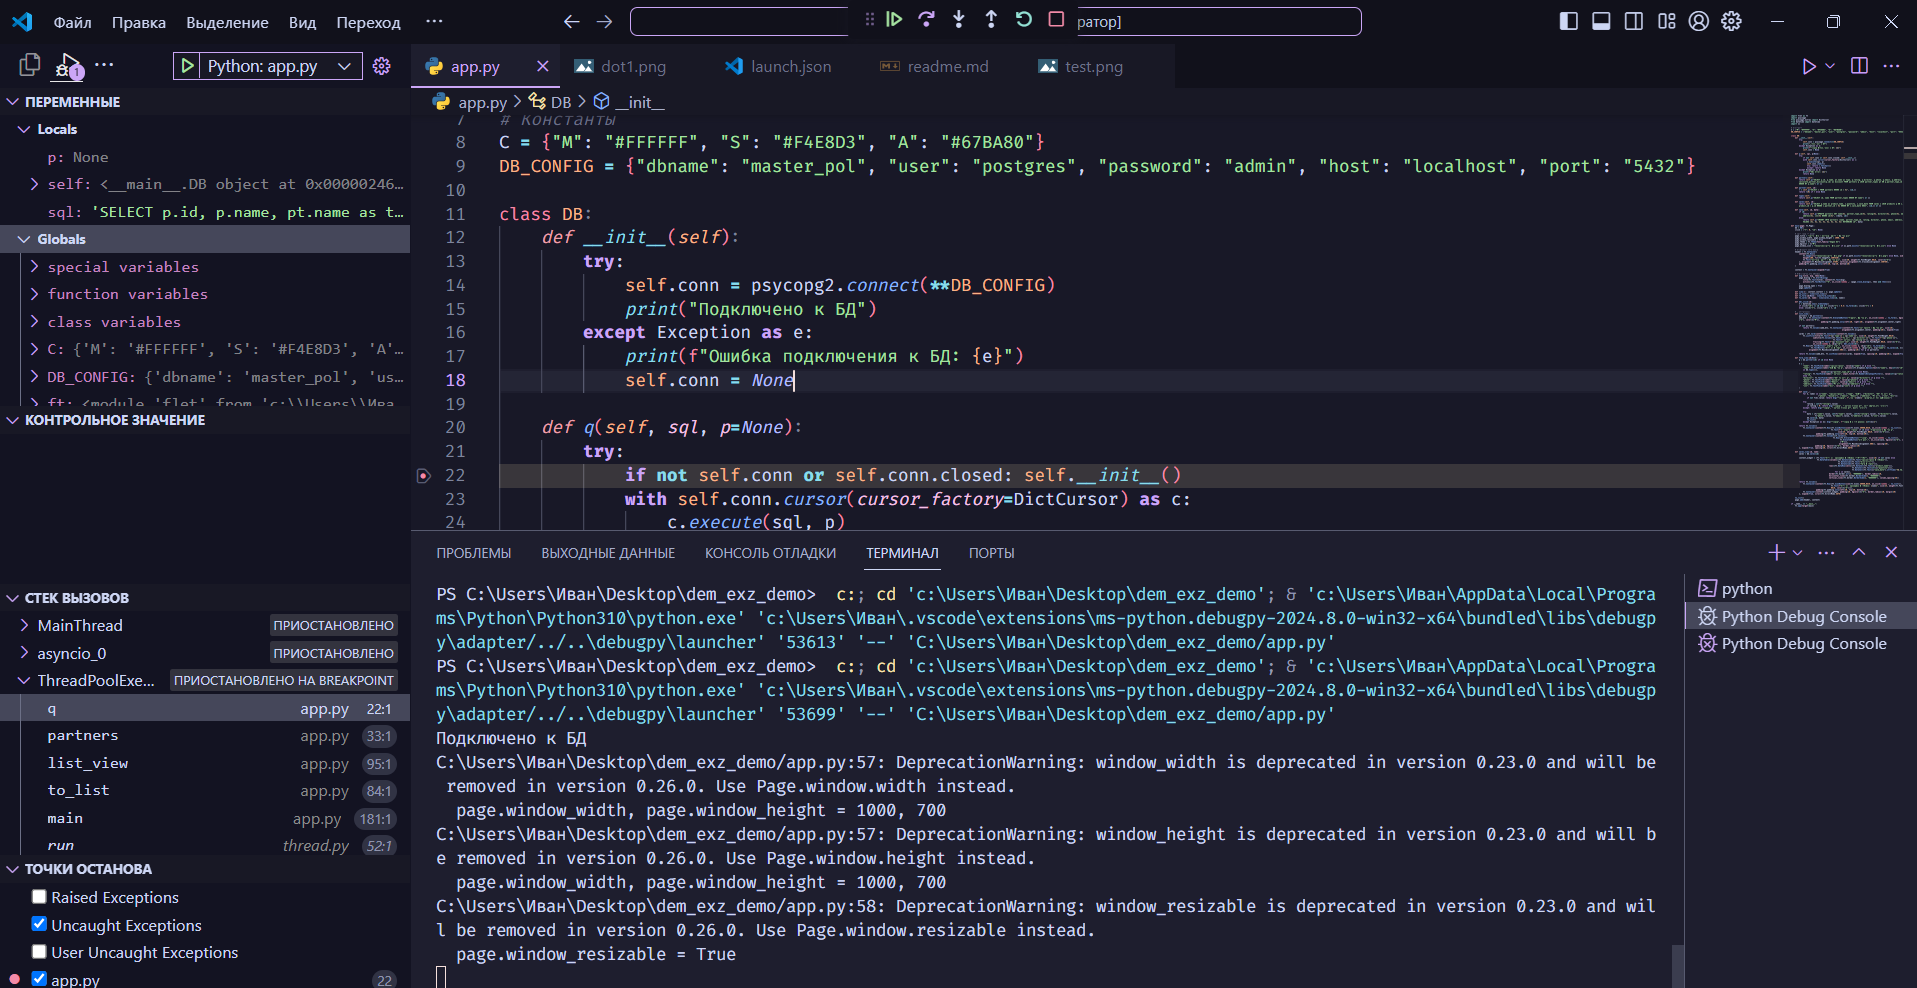 Файл Правка Выделение Вид Переход ··· ратор]
1 ··· Python: app.py app.py dot1.png launch.json readme.md test.png
ПЕРЕМЕННЫЕ
Locals
p: None
self: <__main__.DB object at 0x00000246…
sql: 'SELECT p.id, p.name, pt.name as t…
Globals
special variables
function variables
class variables
C: {'M': '#FFFFFF', 'S': '#F4E8D3', 'A'…
DB_CONFIG: {'dbname': 'master_pol', 'us…
ft: <module 'flet' from 'c:\\Users\\Ива…
КОНТРОЛЬНОЕ ЗНАЧЕНИЕ
СТЕК ВЫЗОВОВ
MainThread ПРИОСТАНОВЛЕНО
asyncio_0 ПРИОСТАНОВЛЕНО
ThreadPoolExe... ПРИОСТАНОВЛЕНО НА BREAKPOINT
q app.py 22:1
partners app.py 33:1
list_view app.py 95:1
to_list app.py 84:1
main app.py 181:1
run thread.py 52:1
ТОЧКИ ОСТАНОВА
Raised Exceptions
Uncaught Exceptions
User Uncaught Exceptions
app.py 22
app.py > DB > __init__
7 # Константы
8 C = {"M": "#FFFFFF", "S": "#F4E8D3", "A": "#67BA80"}
9 DB_CONFIG = {"dbname": "master_pol", "user": "postgres", "password": "admin", "host": "localhost", "port": "5432"}
10
11 class DB:
12 def __init__(self):
13 try:
14 self.conn = psycopg2.connect(**DB_CONFIG)
15 print("Подключено к БД")
16 except Exception as e:
17 print(f"Ошибка подключения к БД: {e}")
18 self.conn = None
19
20 def q(self, sql, p=None):
21 try:
22 if not self.conn or self.conn.closed: self.__init__()
23 with self.conn.cursor(cursor_factory=DictCursor) as c:
24 c.execute(sql, p)
ПРОБЛЕМЫ ВЫХОДНЫЕ ДАННЫЕ КОНСОЛЬ ОТЛАДКИ ТЕРМИНАЛ ПОРТЫ
PS C:\Users\Иван\Desktop\dem_exz_demo>  c:; cd 'c:\Users\Иван\Desktop\dem_exz_demo'; & 'c:\Users\Иван\AppData\Local\Progra
ms\Python\Python310\python.exe' 'c:\Users\Иван\.vscode\extensions\ms-python.debugpy-2024.8.0-win32-x64\bundled\libs\debugp
y\adapter/../..\debugpy\launcher' '53613' '--' 'C:\Users\Иван\Desktop\dem_exz_demo/app.py'
PS C:\Users\Иван\Desktop\dem_exz_demo>  c:; cd 'c:\Users\Иван\Desktop\dem_exz_demo'; & 'c:\Users\Иван\AppData\Local\Progra
ms\Python\Python310\python.exe' 'c:\Users\Иван\.vscode\extensions\ms-python.debugpy-2024.8.0-win32-x64\bundled\libs\debugp
y\adapter/../..\debugpy\launcher' '53699' '--' 'C:\Users\Иван\Desktop\dem_exz_demo/app.py'
Подключено к БД
C:\Users\Иван\Desktop\dem_exz_demo/app.py:57: DeprecationWarning: window_width is deprecated in version 0.23.0 and will be
removed in version 0.26.0. Use Page.window.width instead.
page.window_width, page.window_height = 1000, 700
C:\Users\Иван\Desktop\dem_exz_demo/app.py:57: DeprecationWarning: window_height is deprecated in version 0.23.0 and will b
e removed in version 0.26.0. Use Page.window.height instead.
page.window_width, page.window_height = 1000, 700
C:\Users\Иван\Desktop\dem_exz_demo/app.py:58: DeprecationWarning: window_resizable is deprecated in version 0.23.0 and wil
l be removed in version 0.26.0. Use Page.window.resizable instead.
page.window_resizable = True
python
Python Debug Console
Python Debug Console